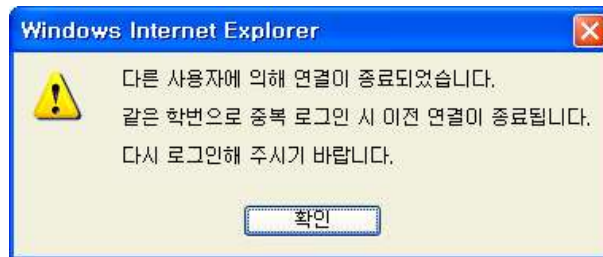 Windows Internet Explorer
다른 사용자에 의해 연결이 종료되었습니다.
같은 학번으로 중복 로그인 시 이전 연결이 종료됩니다.
다시 로그인해 주시기 바랍니다.
확인